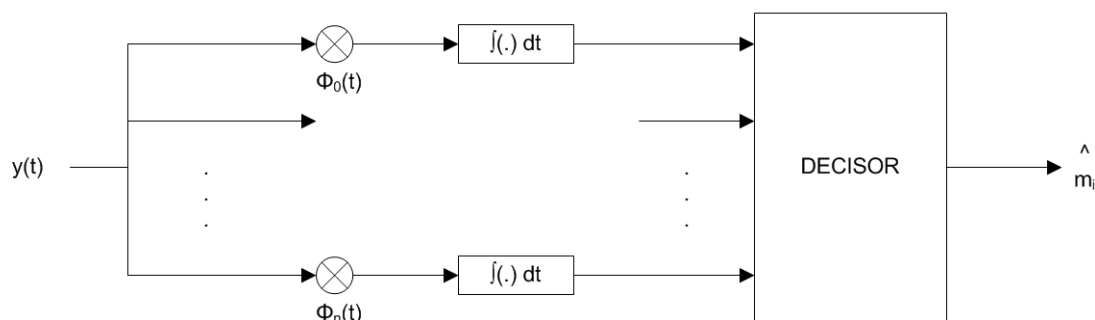 ∫(.) dt
Φ₀(t)
y(t)
DECISOR
^
mᵢ
∫(.) dt
Φₙ(t)